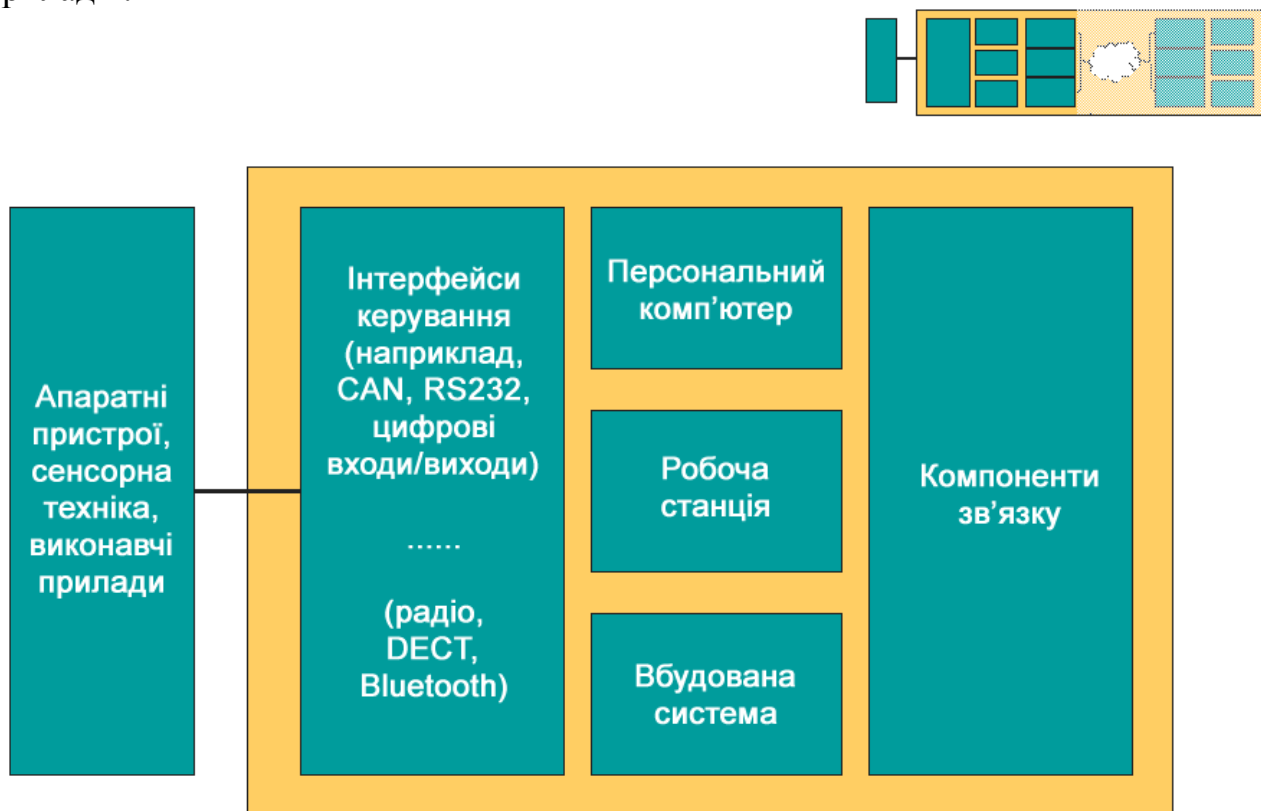 Апаратні
пристрої,
сенсорна
техніка,
виконавчі
прилади
Інтерфейси
керування
(наприклад,
CAN, RS232,
цифрові
входи/виходи)
......
(радіо,
DECT,
Bluetooth)
Персональний
комп’ютер
Робоча
станція
Вбудована
система
Компоненти
зв’язку